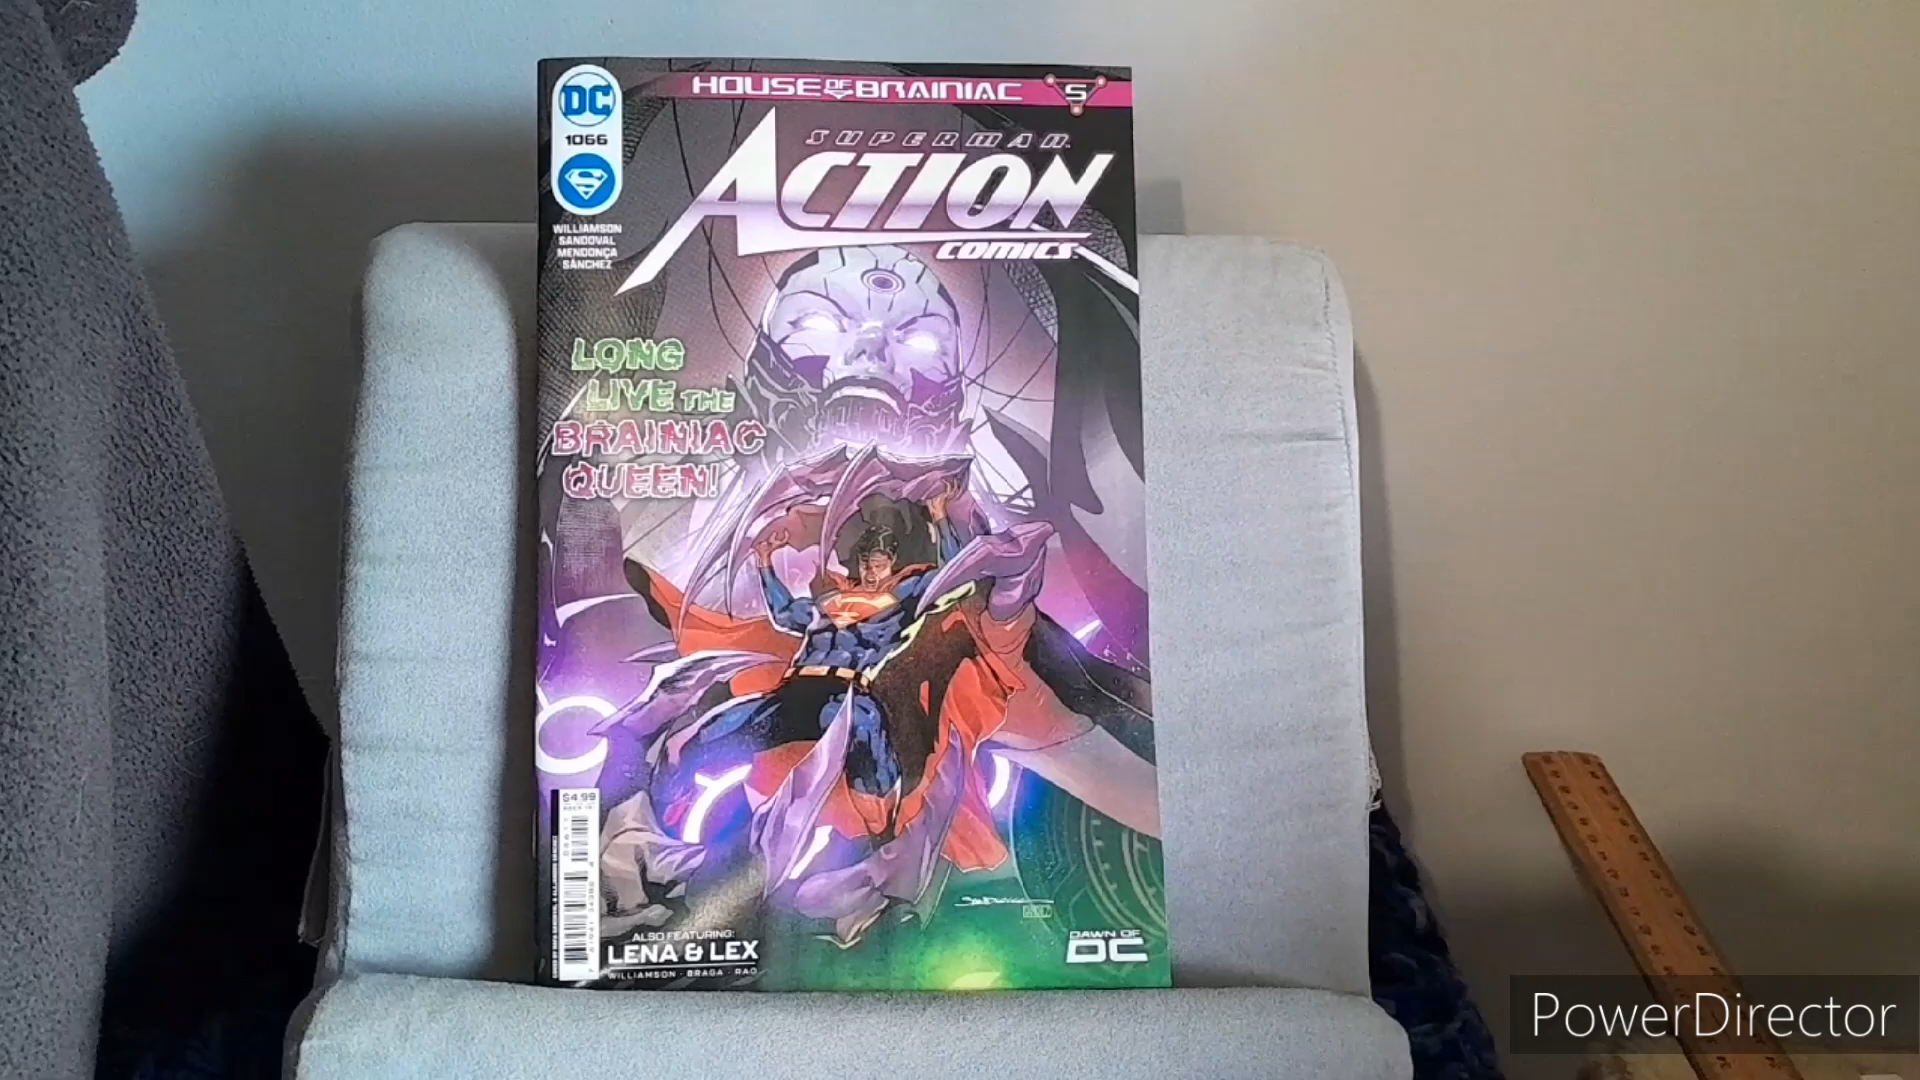 HOUSE OF BRAINIAC
S
DC
1066
SUPERMAN
ACTION
COMICS
WILLIAMSON
SANDOVAL
MENDONÇA
SÁNCHEZ
LONG
LIVE THE
BRAINIAC
QUEEN!
$4.99
ALSO FEATURING:
LENA & LEX
WILLIAMSON · BRAGA · RAO
DAWN OF
DC
PowerDirector